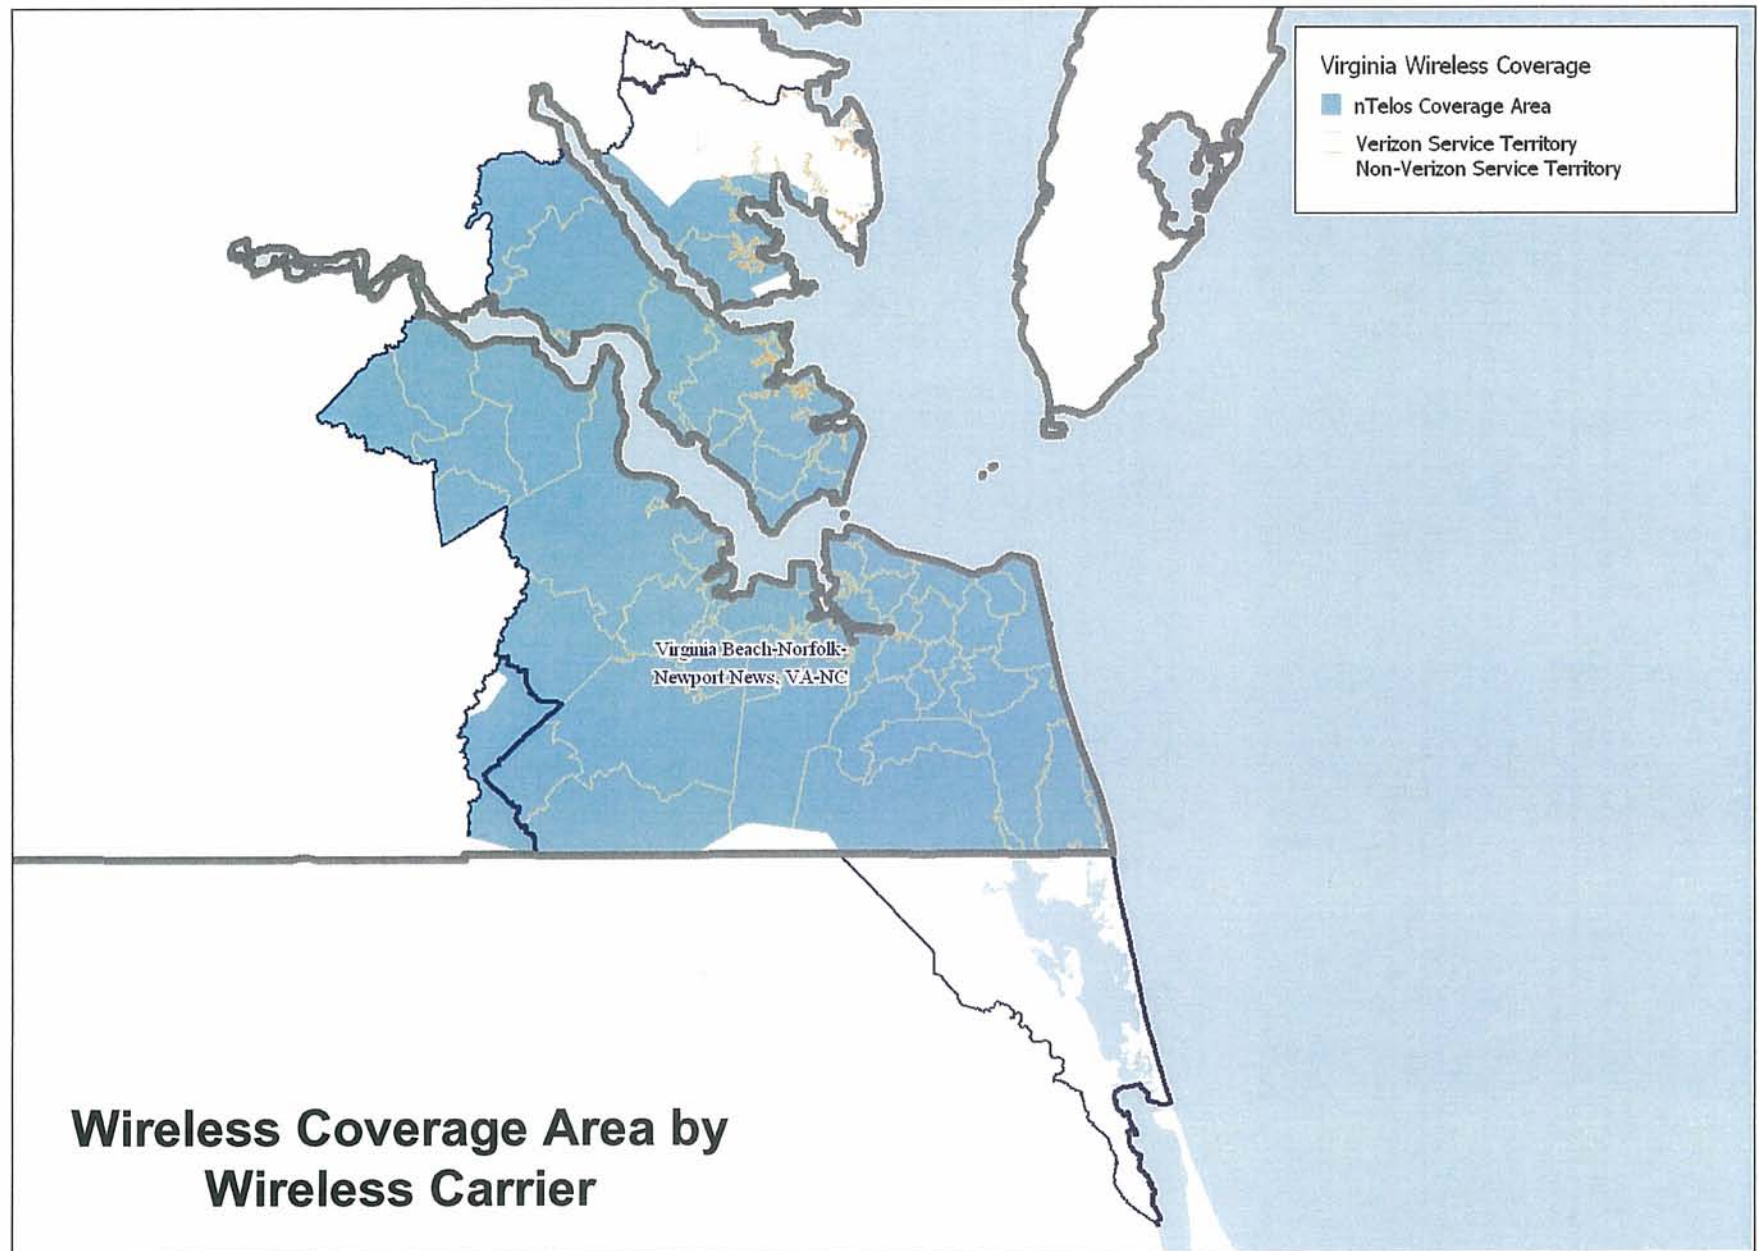 Virginia Wireless Coverage
nTelos Coverage Area
Verizon Service Territory
Non-Verizon Service Territory
Virginia Beach-Norfolk-
Newport News, VA-NC
Wireless Coverage Area by
Wireless Carrier